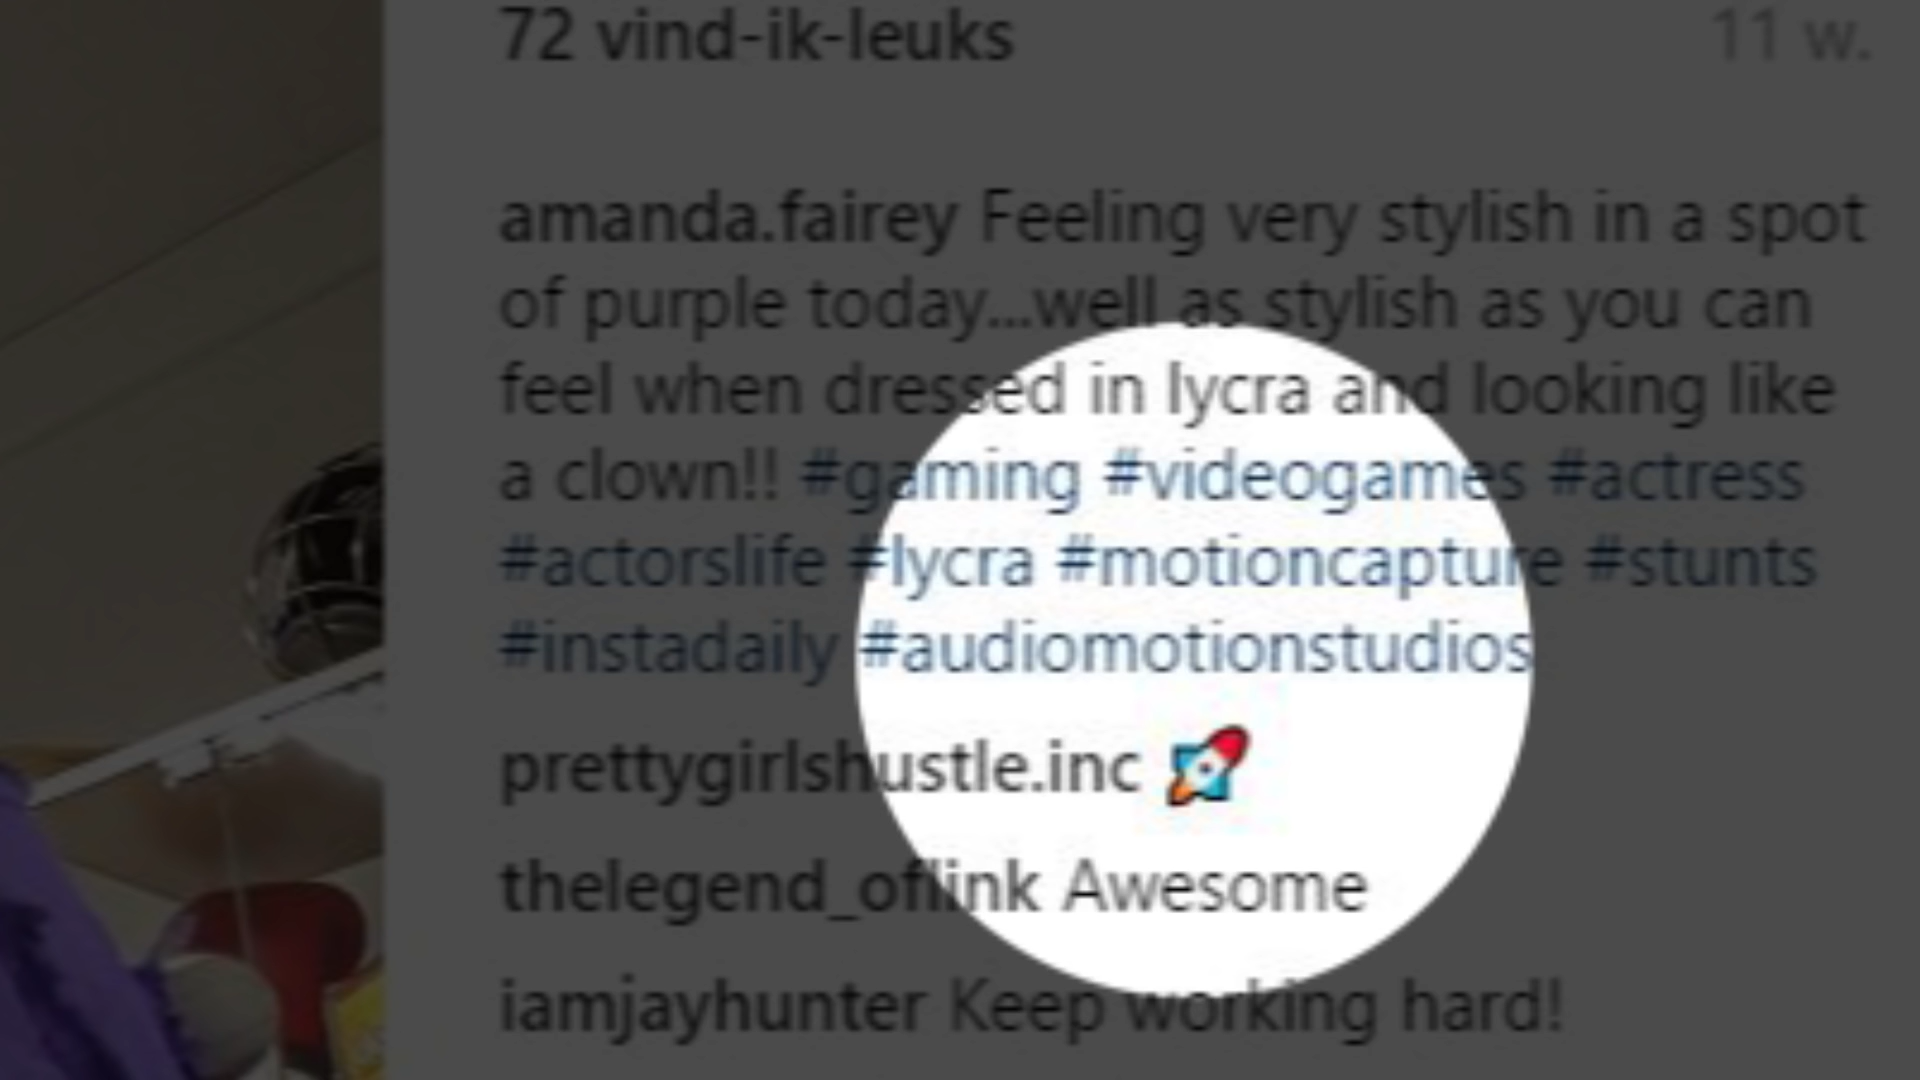 72 vind-ik-leuks 11 w.
amanda.fairey Feeling very stylish in a spot
of purple today...well as stylish as you can
feel when dressed in lycra and looking like
a clown!! #gaming #videogames #actress
#actorslife #lycra #motioncapture #stunts
#instadaily #audiomotionstudios
prettygirlshustle.inc 🚀
thelegend_oflink Awesome
iamjayhunter Keep working hard!